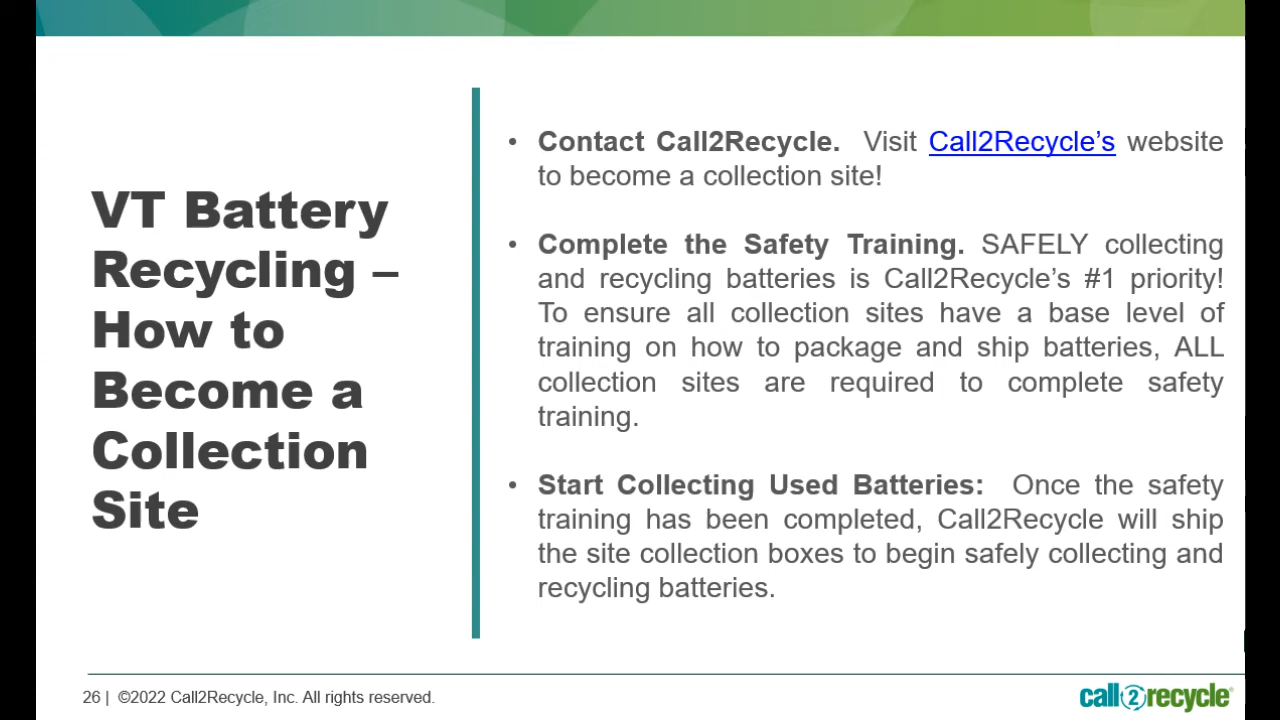 VT Battery
Recycling –
How to
Become a
Collection
Site
• Contact Call2Recycle. Visit Call2Recycle’s website
to become a collection site!
• Complete the Safety Training. SAFELY collecting
and recycling batteries is Call2Recycle’s #1 priority!
To ensure all collection sites have a base level of
training on how to package and ship batteries, ALL
collection sites are required to complete safety
training.
• Start Collecting Used Batteries: Once the safety
training has been completed, Call2Recycle will ship
the site collection boxes to begin safely collecting and
recycling batteries.
26 | ©2022 Call2Recycle, Inc. All rights reserved.
call2recycle®